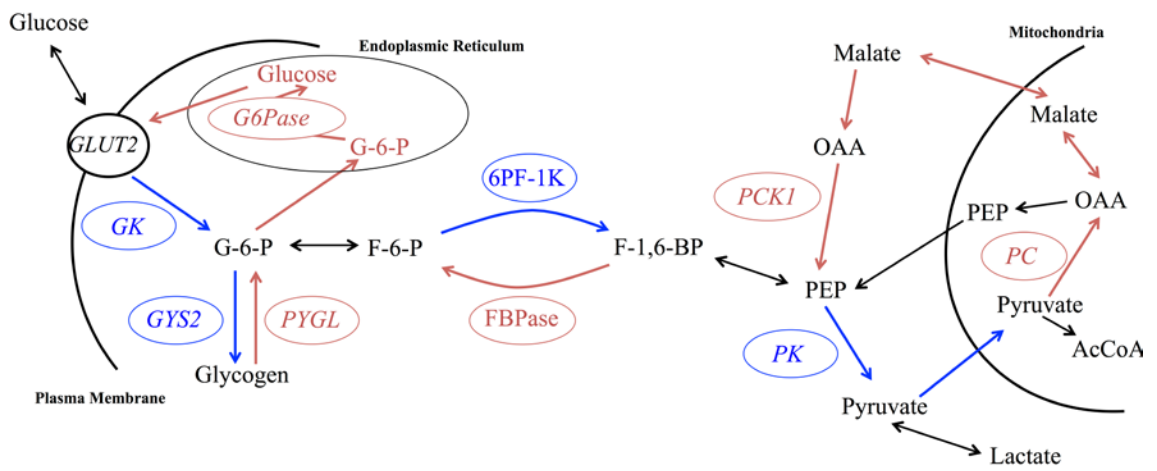 Glucose
Endoplasmic Reticulum
Glucose
G6Pase
G-6-P
GLUT2
GK
G-6-P
F-6-P
6PF-1K
F-1,6-BP
FBPase
GYS2
PYGL
Glycogen
Plasma Membrane
Mitochondria
Malate
Malate
OAA
OAA
PCK1
PEP
PC
PEP
Pyruvate
AcCoA
PK
Pyruvate
Lactate